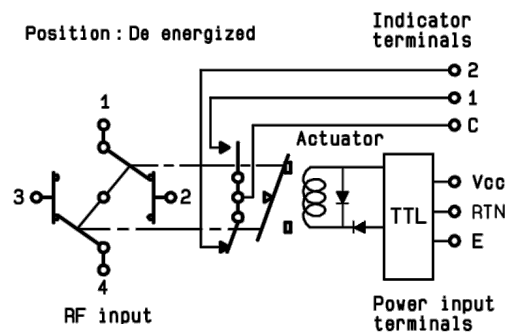 Position : De energized
Indicator
terminals
2
1
C
1
Actuator
3
2
4
TTL
Vcc
RTN
E
RF input
Power input
terminals